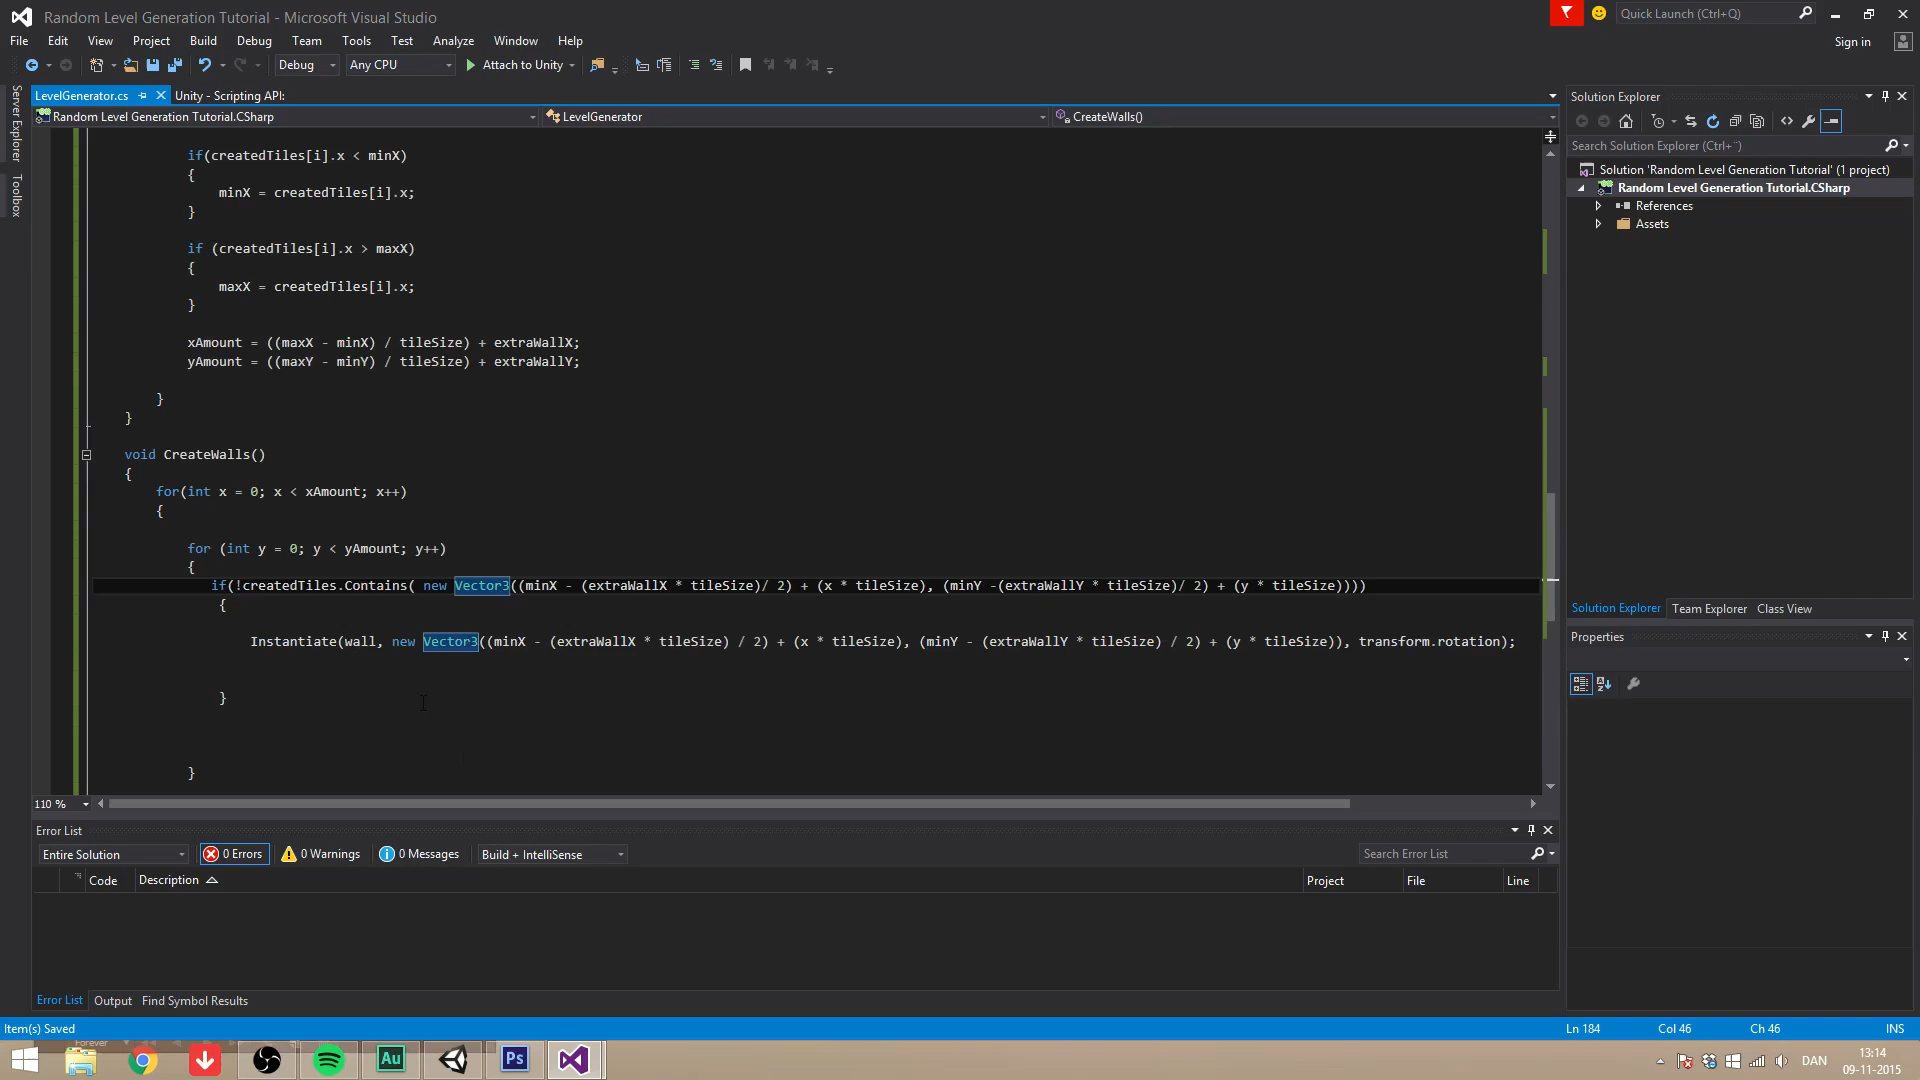 Random Level Generation Tutorial - Microsoft Visual Studio
Quick Launch (Ctrl+Q)
File Edit View Project Build Debug Team Tools Test Analyze Window Help
Sign in
Debug Any CPU Attach to Unity
Server Explorer
Toolbox
LevelGenerator.cs Unity - Scripting API:
Random Level Generation Tutorial.CSharp LevelGenerator CreateWalls()
if(createdTiles[i].x < minX)
{
minX = createdTiles[i].x;
}
if (createdTiles[i].x > maxX)
{
maxX = createdTiles[i].x;
}
xAmount = ((maxX - minX) / tileSize) + extraWallX;
yAmount = ((maxY - minY) / tileSize) + extraWallY;
}
}
void CreateWalls()
{
for(int x = 0; x < xAmount; x++)
{
for (int y = 0; y < yAmount; y++)
{
if(!createdTiles.Contains( new Vector3((minX - (extraWallX * tileSize)/ 2) + (x * tileSize), (minY -(extraWallY * tileSize)/ 2) + (y * tileSize))))
{
Instantiate(wall, new Vector3((minX - (extraWallX * tileSize) / 2) + (x * tileSize), (minY - (extraWallY * tileSize) / 2) + (y * tileSize)), transform.rotation);
}
}
110 %
Solution Explorer
Search Solution Explorer (Ctrl+¨)
Solution 'Random Level Generation Tutorial' (1 project)
Random Level Generation Tutorial.CSharp
References
Assets
Solution Explorer Team Explorer Class View
Properties
Error List
Entire Solution 0 Errors 0 Warnings 0 Messages Build + IntelliSense Search Error List
Code Description Project File Line
Error List Output Find Symbol Results
Item(s) Saved Ln 184 Col 46 Ch 46 INS
Forever
Au
Ps
DAN
13:14
09-11-2015